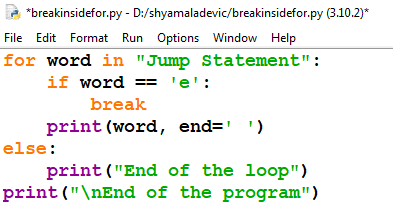 *breakinsidefor.py - D:/shyamaladevic/breakinsidefor.py (3.10.2)*
File Edit Format Run Options Window Help
for word in "Jump Statement":
    if word == 'e':
        break
    print(word, end=' ')
else:
    print("End of the loop")
print("\nEnd of the program")